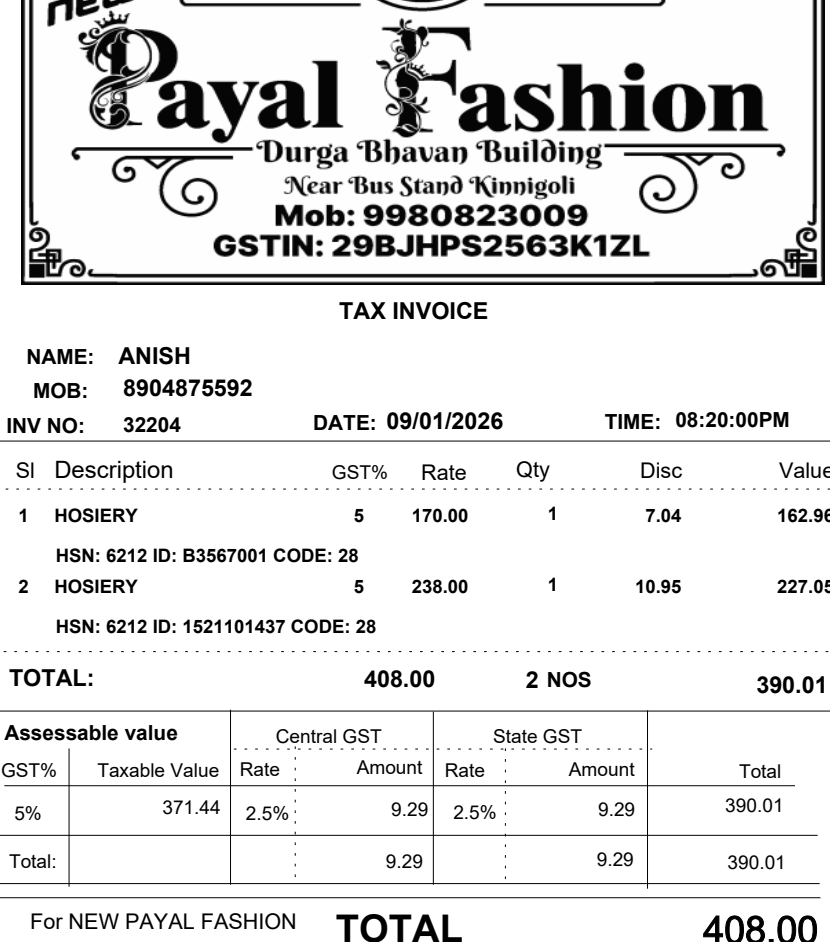 new
Payal Fashion
Durga Bhavan Building
Near Bus Stand Kinnigoli
Mob: 9980823009
GSTIN: 29BJHPS2563K1ZL
TAX INVOICE
NAME: ANISH
MOB: 8904875592
INV NO: 32204 DATE: 09/01/2026 TIME: 08:20:00PM
Sl Description GST% Rate Qty Disc Value
1 HOSIERY 5 170.00 1 7.04 162.96
HSN: 6212 ID: B3567001 CODE: 28
2 HOSIERY 5 238.00 1 10.95 227.05
HSN: 6212 ID: 1521101437 CODE: 28
TOTAL: 408.00 2 NOS 390.01
Assessable value Central GST State GST
GST% Taxable Value Rate Amount Rate Amount Total
5% 371.44 2.5% 9.29 2.5% 9.29 390.01
Total: 9.29 9.29 390.01
For NEW PAYAL FASHION TOTAL 408.00